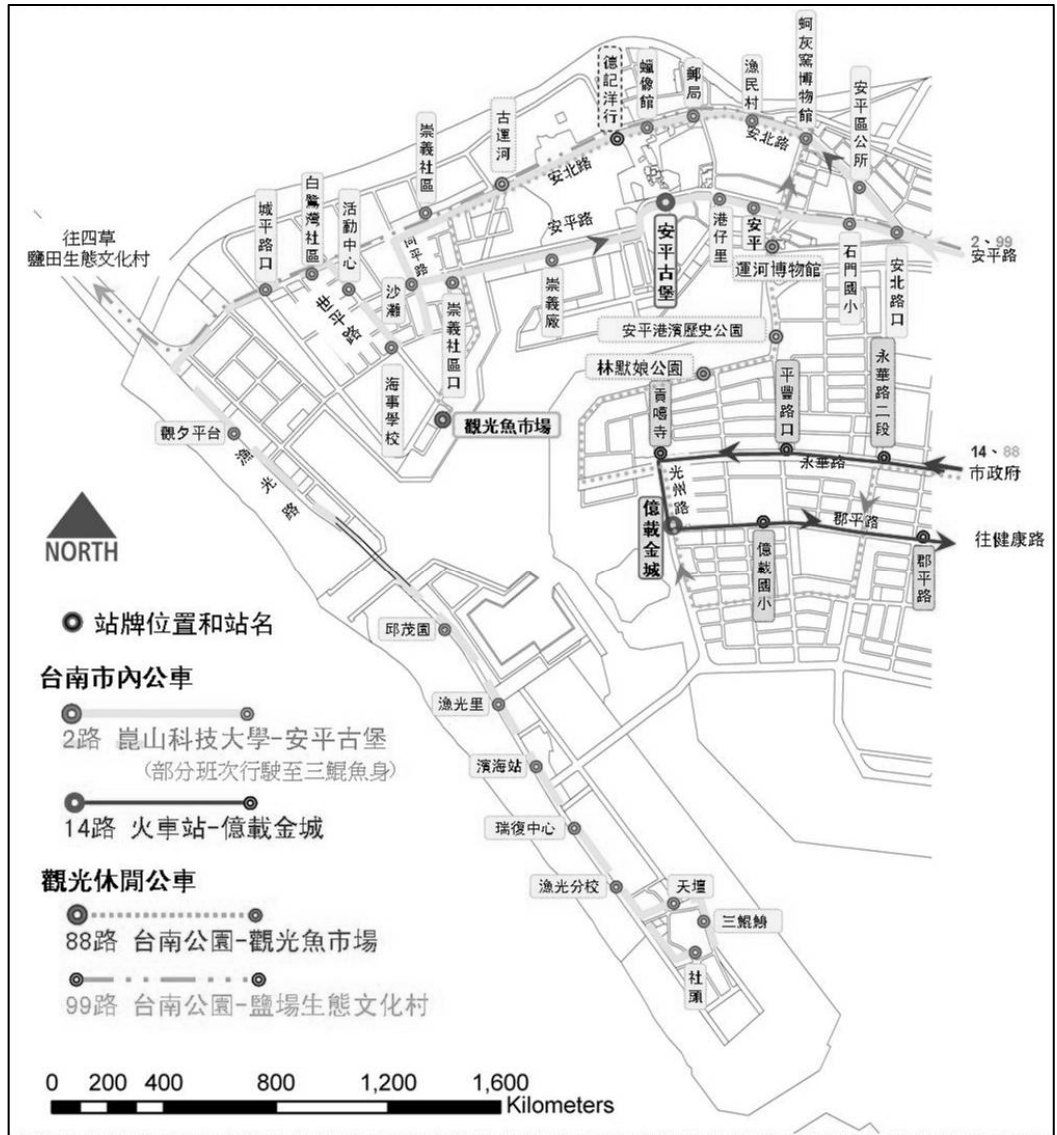 德記洋行
蠟像館
郵局
漁民村
蚵灰窯博物館
安平區公所
古運河
崇義社區
安北路
安北路
城平路口
白鷺灣社區
活動中心
安平路
往四草
鹽田生態文化村
世平路
沙灘
崇義社區口
崇義廠
安平古堡
港仔里
安平
運河博物館
石門國小
安北路口
2、99
安平路
安平港濱歷史公園
林默娘公園
海事學校
觀光魚市場
貢噶寺
平豐路口
永華路二段
14、88
市政府
永華路
觀夕平台
漁光路
光州路
億載金城
億載國小
郡平路
郡平路
往健康路
NORTH
邱茂園
漁光里
濱海站
瑞復中心
漁光分校
天壇
三鯤鯓
社頭
站牌位置和站名
台南市內公車
2路 崑山科技大學-安平古堡
(部分班次行駛至三鯤魚身)
14路 火車站-億載金城
觀光休閒公車
88路 台南公園-觀光魚市場
99路 台南公園-鹽場生態文化村
0 200 400 800 1,200 1,600
Kilometers